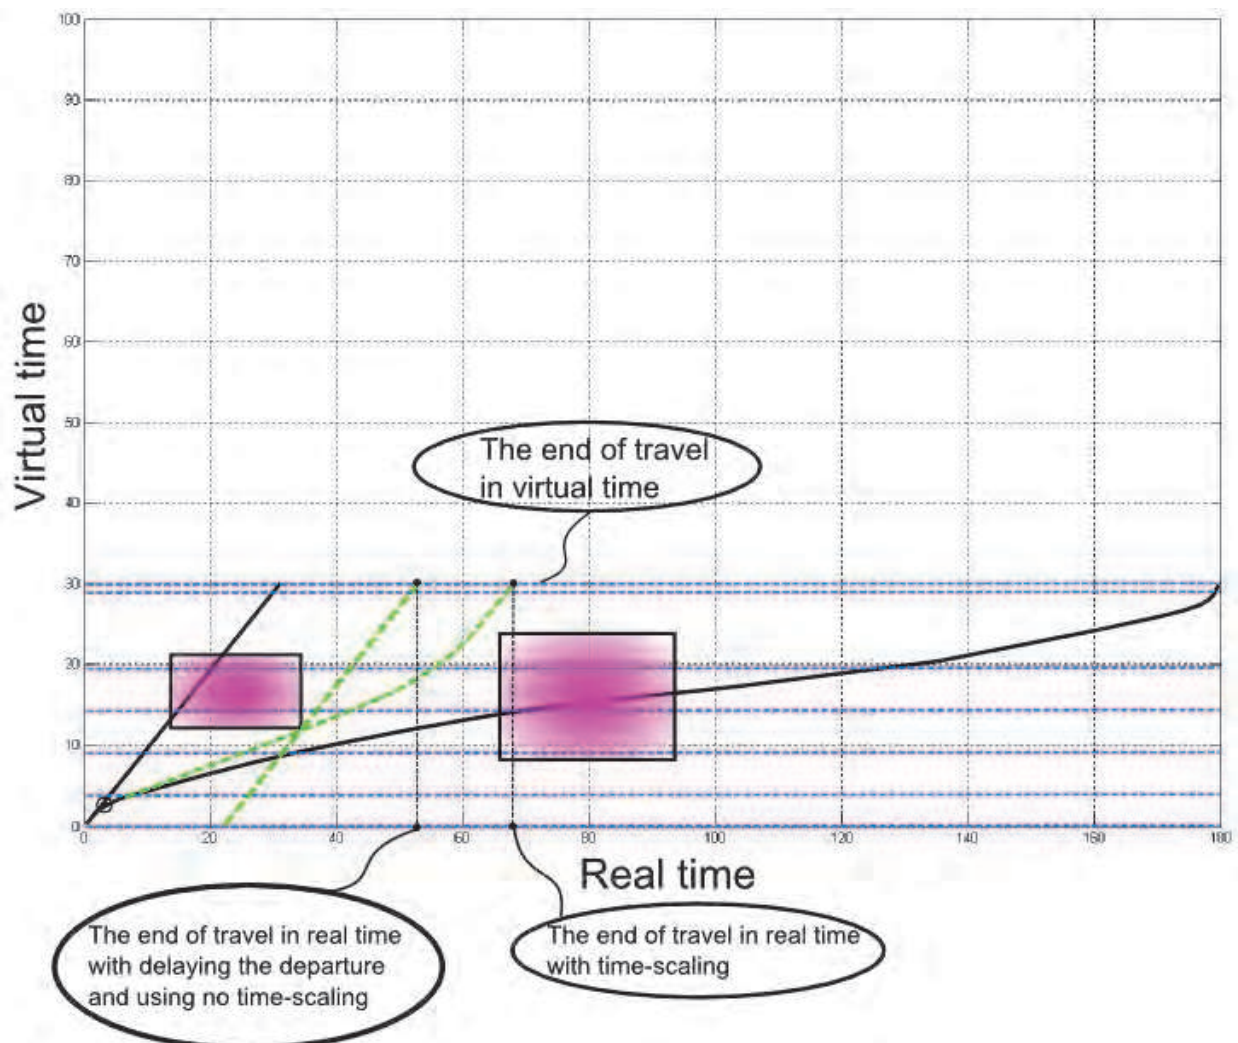 100
90
80
70
60
50
40
30
20
10
0
Virtual time
The end of travel
in virtual time
0 20 40 60 80 100 120 140 160 180
Real time
The end of travel in real time
with delaying the departure
and using no time-scaling
The end of travel in real time
with time-scaling